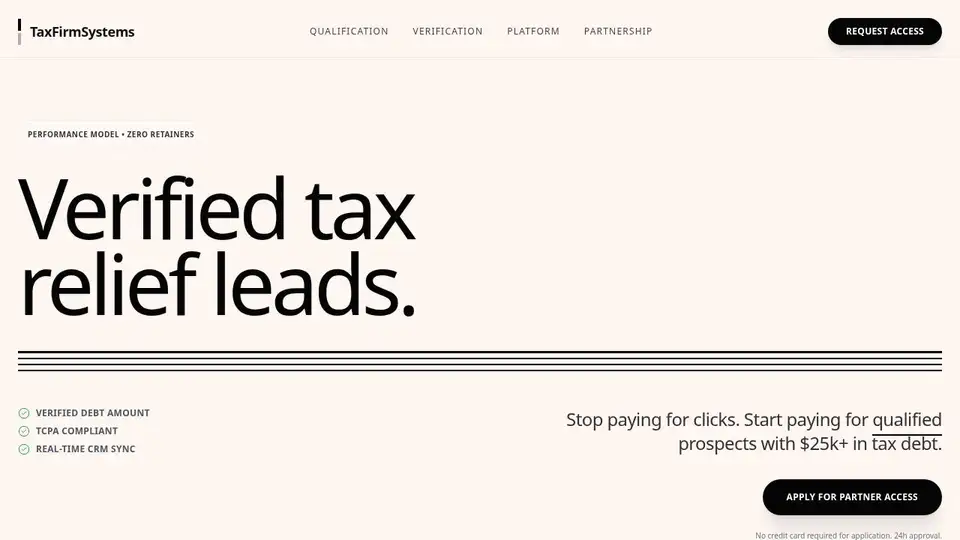 TaxFirmSystems
QUALIFICATION VERIFICATION PLATFORM PARTNERSHIP
REQUEST ACCESS
PERFORMANCE MODEL • ZERO RETAINERS
Verified tax
relief leads.
VERIFIED DEBT AMOUNT
TCPA COMPLIANT
REAL-TIME CRM SYNC
Stop paying for clicks. Start paying for qualified
prospects with $25k+ in tax debt.
APPLY FOR PARTNER ACCESS
No credit card required for application. 24h approval.